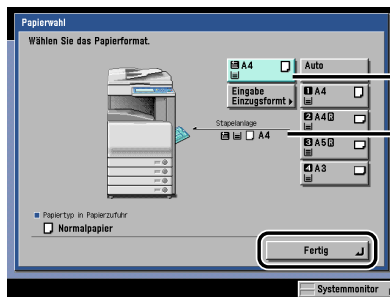 Papierwahl
Wählen Sie das Papierformat.
A4
Auto
Eingabe
Einzugsformt
1 A4
Stapelanlage
A4
2 A4R
3 A5R
4 A3
Papiertyp in Papierzufuhr
Normalpapier
Fertig
Systemmonitor